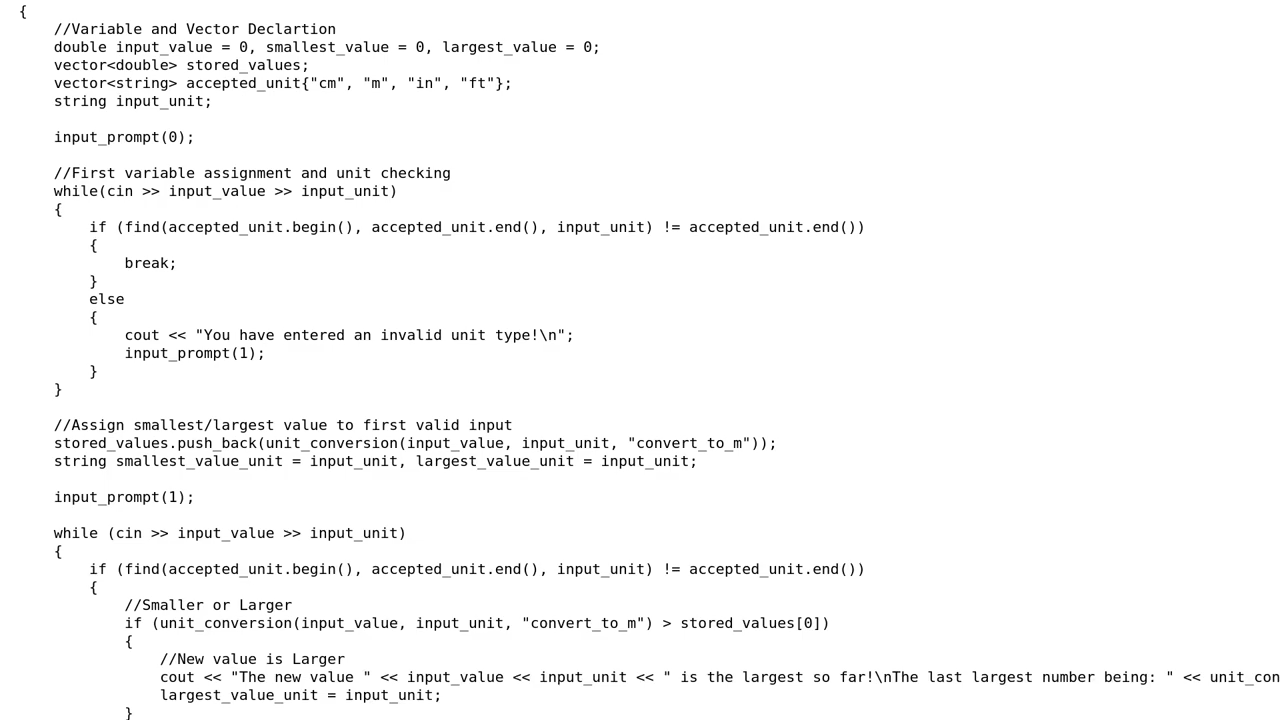 {
    //Variable and Vector Declartion
    double input_value = 0, smallest_value = 0, largest_value = 0;
    vector<double> stored_values;
    vector<string> accepted_unit{"cm", "m", "in", "ft"};
    string input_unit;

    input_prompt(0);

    //First variable assignment and unit checking
    while(cin >> input_value >> input_unit)
    {
        if (find(accepted_unit.begin(), accepted_unit.end(), input_unit) != accepted_unit.end())
        {
            break;
        }
        else
        {
            cout << "You have entered an invalid unit type!\n";
            input_prompt(1);
        }
    }

    //Assign smallest/largest value to first valid input
    stored_values.push_back(unit_conversion(input_value, input_unit, "convert_to_m"));
    string smallest_value_unit = input_unit, largest_value_unit = input_unit;

    input_prompt(1);

    while (cin >> input_value >> input_unit)
    {
        if (find(accepted_unit.begin(), accepted_unit.end(), input_unit) != accepted_unit.end())
        {
            //Smaller or Larger
            if (unit_conversion(input_value, input_unit, "convert_to_m") > stored_values[0])
            {
                //New value is Larger
                cout << "The new value " << input_value << input_unit << " is the largest so far!\nThe last largest number being: " << unit_con
                largest_value_unit = input_unit;
            }